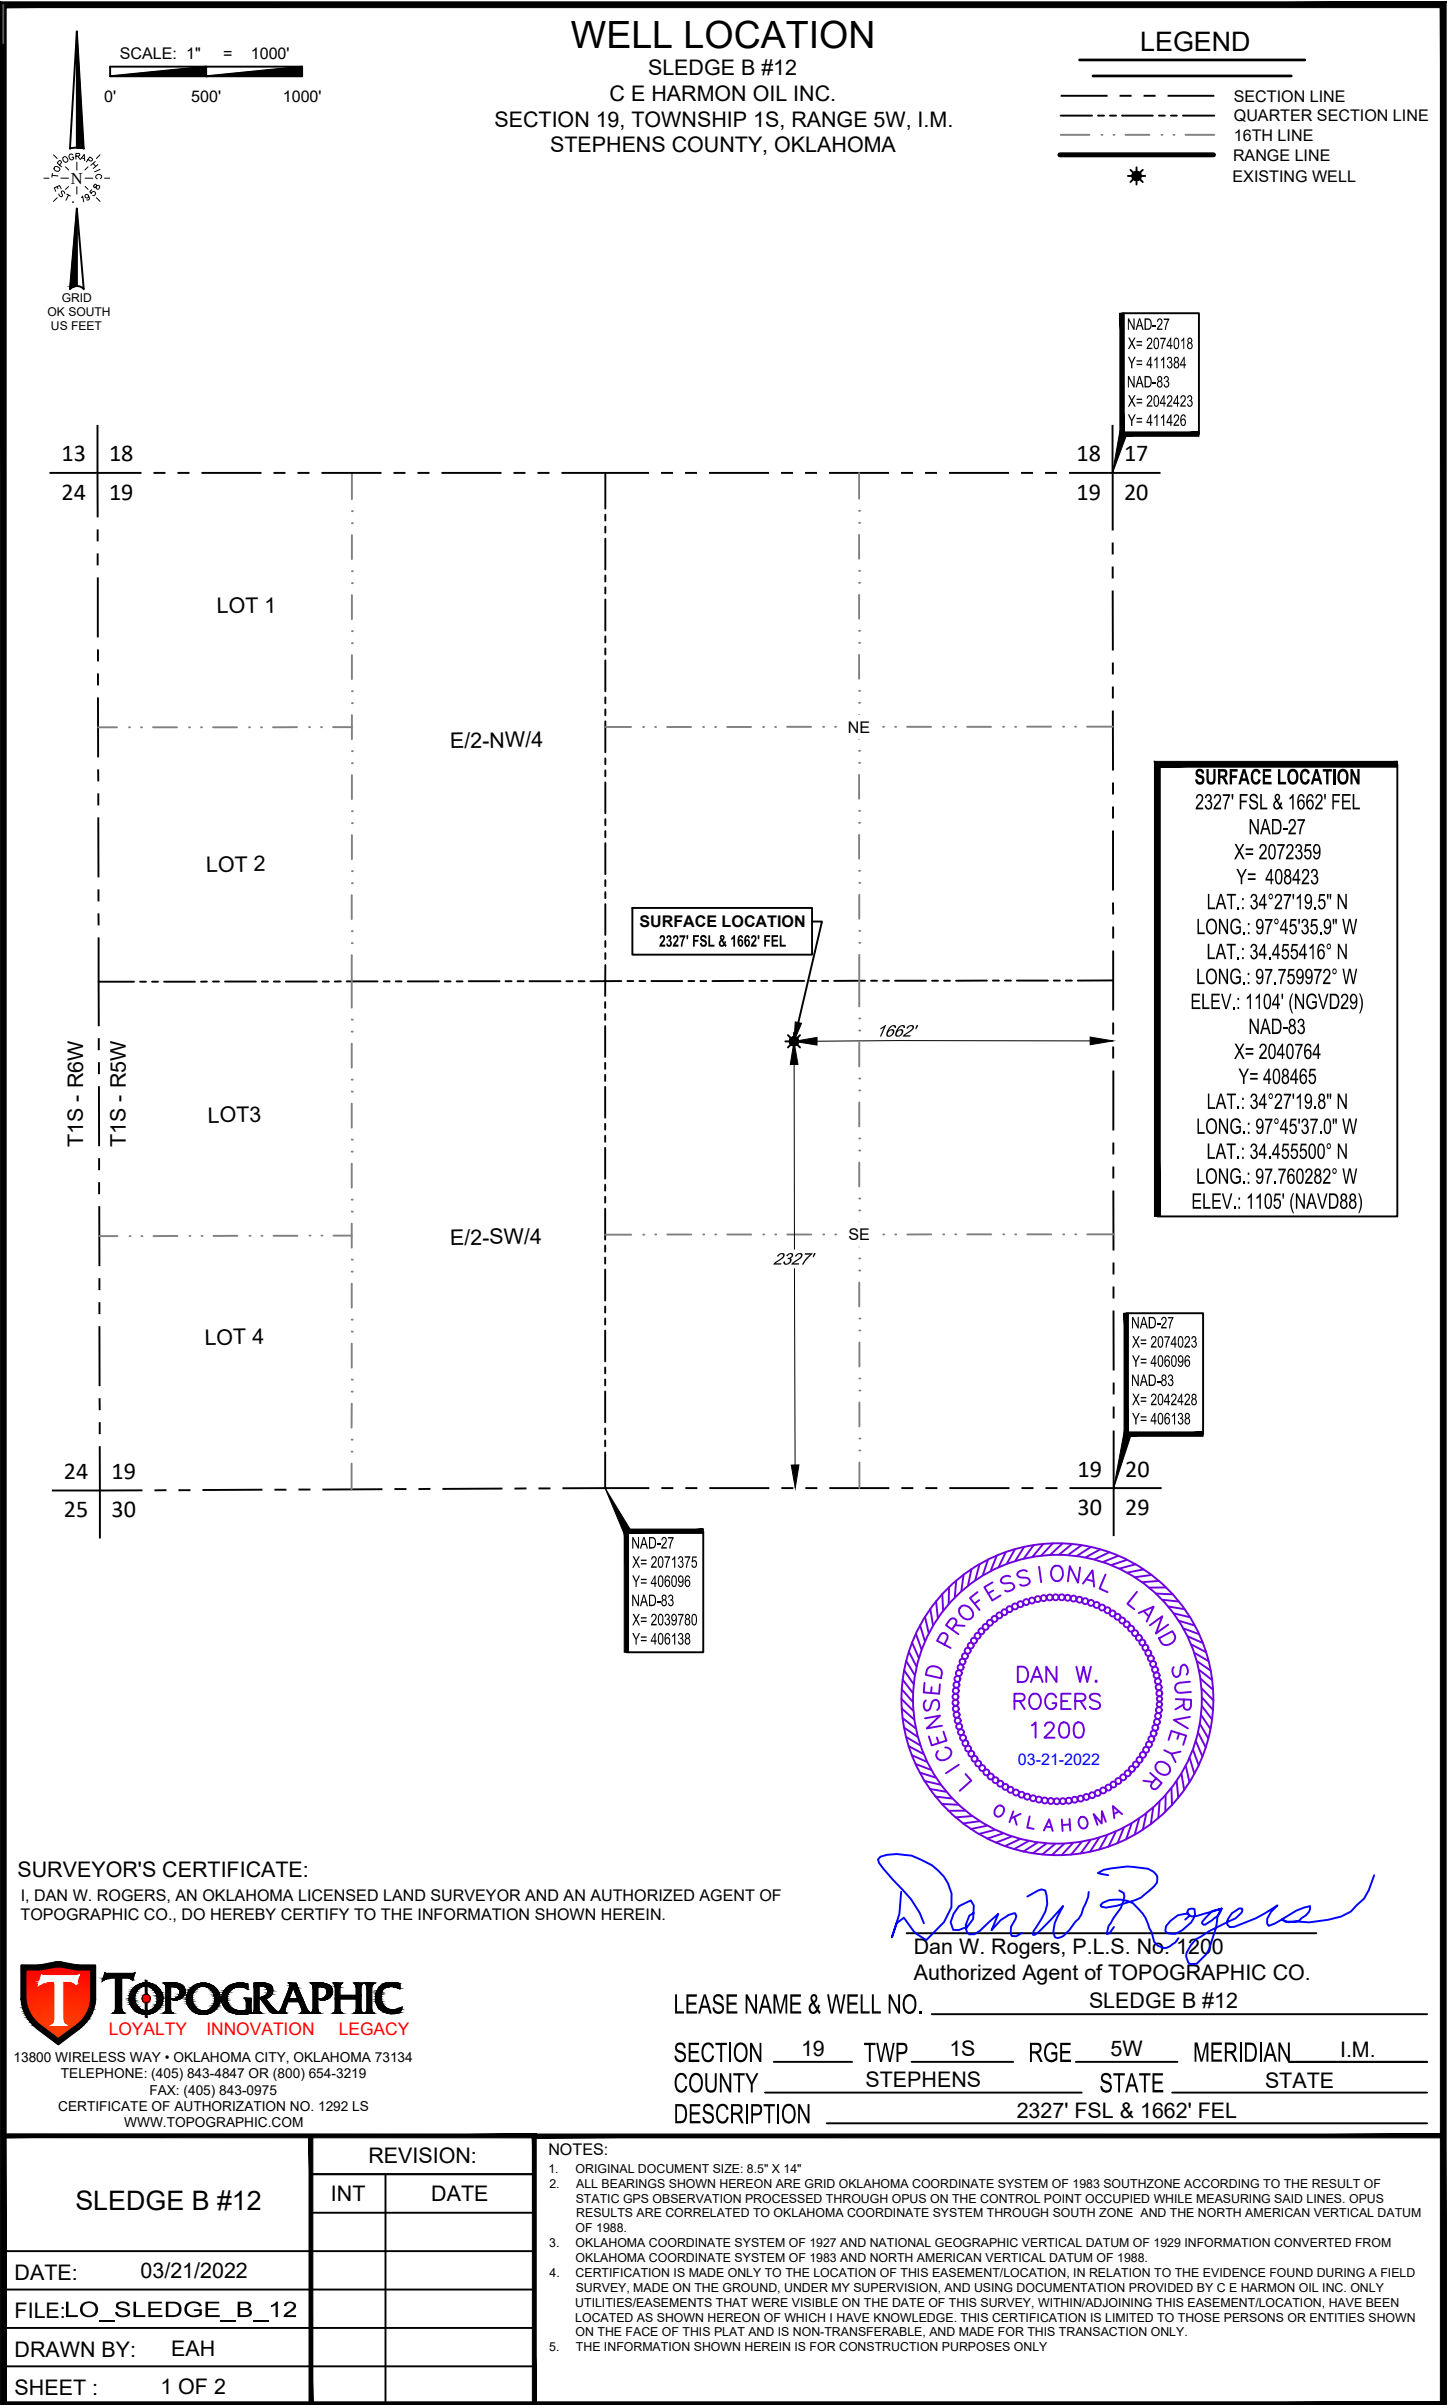 WELL LOCATION
SLEDGE B #12
C E HARMON OIL INC.
SECTION 19, TOWNSHIP 1S, RANGE 5W, I.M.
STEPHENS COUNTY, OKLAHOMA
SCALE: 1" = 1000'
0' 500' 1000'
TOPOGRAPHIC
N
EST. 1958
GRID
OK SOUTH
US FEET
LEGEND
SECTION LINE
QUARTER SECTION LINE
16TH LINE
RANGE LINE
EXISTING WELL
NAD-27
X= 2074018
Y= 411384
NAD-83
X= 2042423
Y= 411426
13 18
24 19
18 17
19 20
LOT 1
E/2-NW/4
NE
LOT 2
SURFACE LOCATION
2327' FSL & 1662' FEL
SURFACE LOCATION
2327' FSL & 1662' FEL
NAD-27
X= 2072359
Y= 408423
LAT.: 34°27'19.5" N
LONG.: 97°45'35.9" W
LAT.: 34.455416° N
LONG.: 97.759972° W
ELEV.: 1104' (NGVD29)
NAD-83
X= 2040764
Y= 408465
LAT.: 34°27'19.8" N
LONG.: 97°45'37.0" W
LAT.: 34.455500° N
LONG.: 97.760282° W
ELEV.: 1105' (NAVD88)
1662'
T1S - R6W
T1S - R5W
LOT3
E/2-SW/4
SE
2327'
LOT 4
NAD-27
X= 2074023
Y= 406096
NAD-83
X= 2042428
Y= 406138
24 19
25 30
19 20
30 29
NAD-27
X= 2071375
Y= 406096
NAD-83
X= 2039780
Y= 406138
LICENSED PROFESSIONAL LAND SURVEYOR
DAN W.
ROGERS
1200
03-21-2022
OKLAHOMA
SURVEYOR'S CERTIFICATE:
I, DAN W. ROGERS, AN OKLAHOMA LICENSED LAND SURVEYOR AND AN AUTHORIZED AGENT OF
TOPOGRAPHIC CO., DO HEREBY CERTIFY TO THE INFORMATION SHOWN HEREIN.
Dan W Rogers
Dan W. Rogers, P.L.S. No. 1200
Authorized Agent of TOPOGRAPHIC CO.
T TOPOGRAPHIC
LOYALTY INNOVATION LEGACY
13800 WIRELESS WAY • OKLAHOMA CITY, OKLAHOMA 73134
TELEPHONE: (405) 843-4847 OR (800) 654-3219
FAX: (405) 843-0975
CERTIFICATE OF AUTHORIZATION NO. 1292 LS
WWW.TOPOGRAPHIC.COM
LEASE NAME & WELL NO. SLEDGE B #12
SECTION 19 TWP 1S RGE 5W MERIDIAN I.M.
COUNTY STEPHENS STATE STATE
DESCRIPTION 2327' FSL & 1662' FEL
SLEDGE B #12
DATE: 03/21/2022
FILE:LO_SLEDGE_B_12
DRAWN BY: EAH
SHEET : 1 OF 2
REVISION:
INT DATE
NOTES:
1. ORIGINAL DOCUMENT SIZE: 8.5" X 14"
2. ALL BEARINGS SHOWN HEREON ARE GRID OKLAHOMA COORDINATE SYSTEM OF 1983 SOUTHZONE ACCORDING TO THE RESULT OF
STATIC GPS OBSERVATION PROCESSED THROUGH OPUS ON THE CONTROL POINT OCCUPIED WHILE MEASURING SAID LINES. OPUS
RESULTS ARE CORRELATED TO OKLAHOMA COORDINATE SYSTEM THROUGH SOUTH ZONE AND THE NORTH AMERICAN VERTICAL DATUM
OF 1988.
3. OKLAHOMA COORDINATE SYSTEM OF 1927 AND NATIONAL GEOGRAPHIC VERTICAL DATUM OF 1929 INFORMATION CONVERTED FROM
OKLAHOMA COORDINATE SYSTEM OF 1983 AND NORTH AMERICAN VERTICAL DATUM OF 1988.
4. CERTIFICATION IS MADE ONLY TO THE LOCATION OF THIS EASEMENT/LOCATION, IN RELATION TO THE EVIDENCE FOUND DURING A FIELD
SURVEY, MADE ON THE GROUND, UNDER MY SUPERVISION, AND USING DOCUMENTATION PROVIDED BY C E HARMON OIL INC. ONLY
UTILITIES/EASEMENTS THAT WERE VISIBLE ON THE DATE OF THIS SURVEY, WITHIN/ADJOINING THIS EASEMENT/LOCATION, HAVE BEEN
LOCATED AS SHOWN HEREON OF WHICH I HAVE KNOWLEDGE. THIS CERTIFICATION IS LIMITED TO THOSE PERSONS OR ENTITIES SHOWN
ON THE FACE OF THIS PLAT AND IS NON-TRANSFERABLE, AND MADE FOR THIS TRANSACTION ONLY.
5. THE INFORMATION SHOWN HEREIN IS FOR CONSTRUCTION PURPOSES ONLY